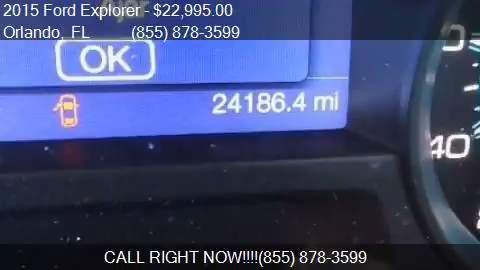 2015 Ford Explorer - $22,995.00
Orlando, FL (855) 878-3599
OK
24186.4 mi
0
40
CALL RIGHT NOW!!!!(855) 878-3599